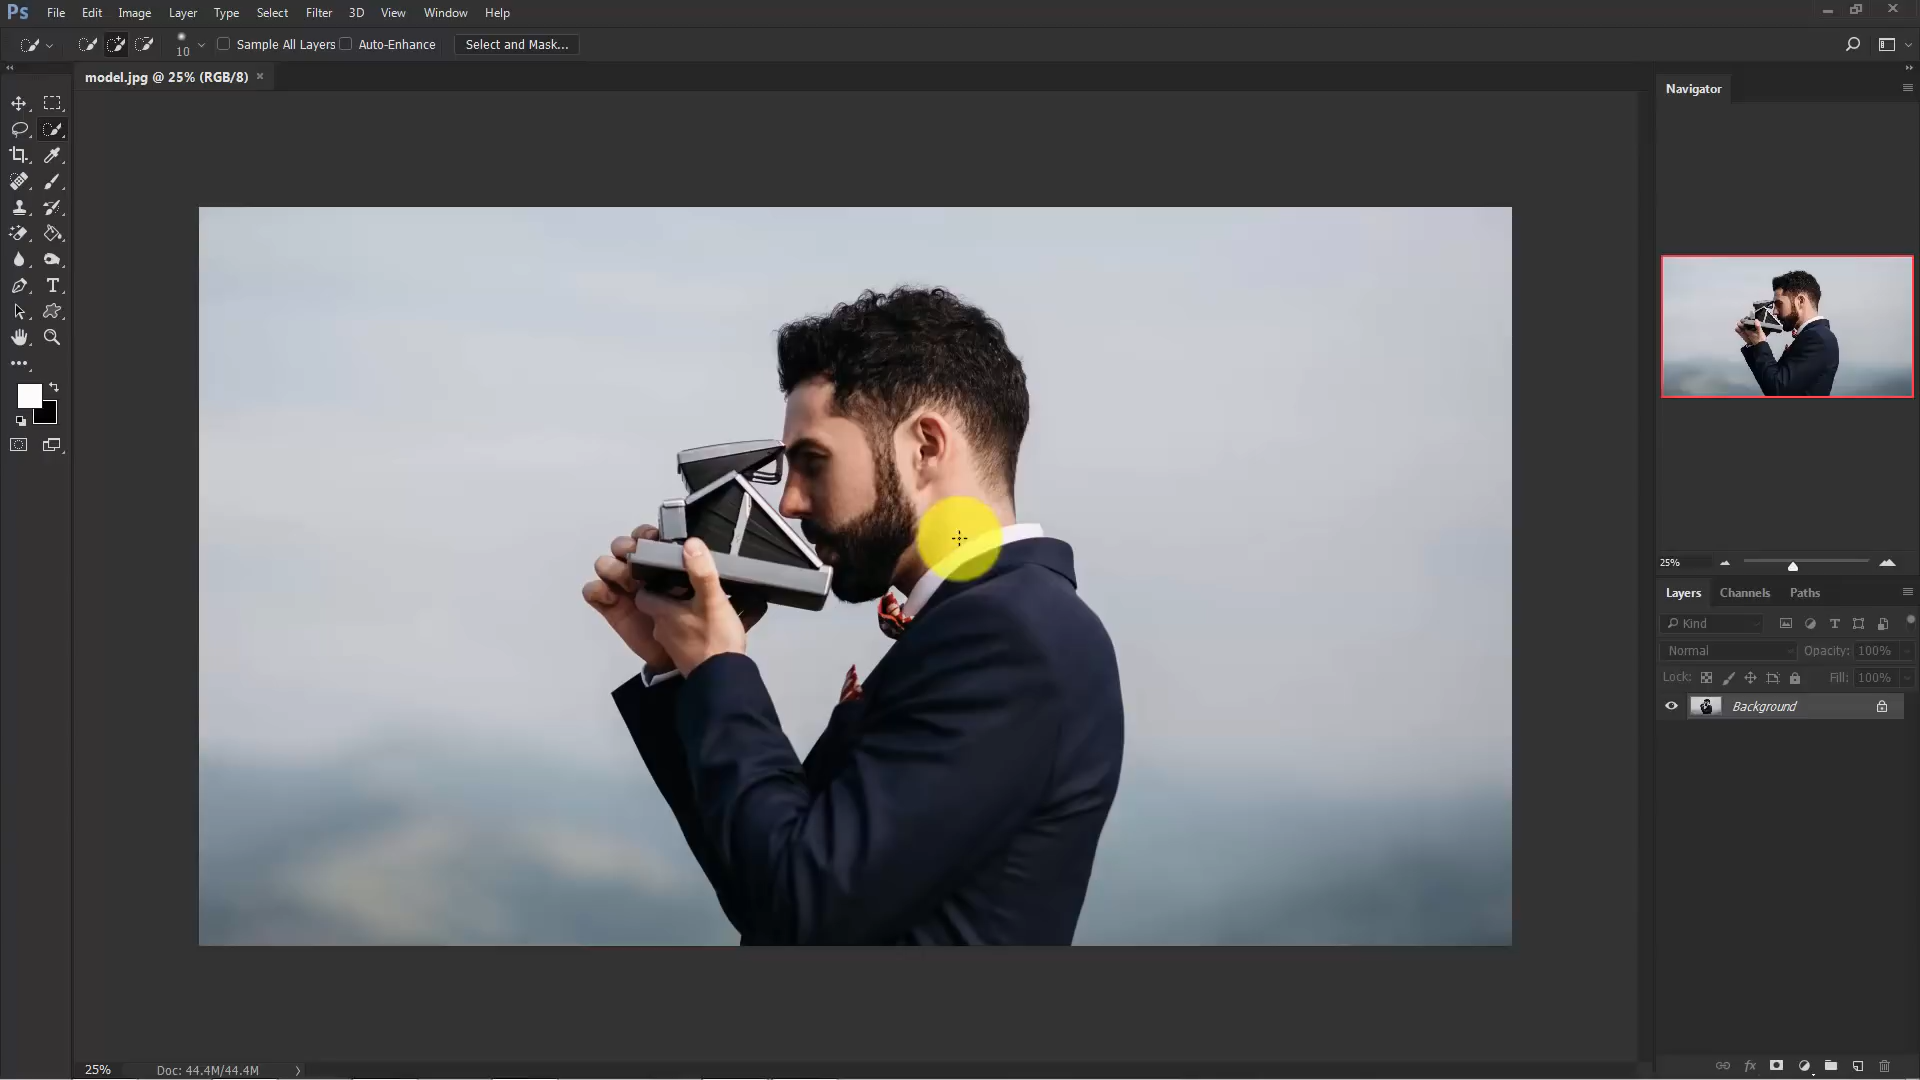 Ps File Edit Image Layer Type Select Filter 3D View Window Help
10 Sample All Layers Auto-Enhance Select and Mask...
model.jpg @ 25% (RGB/8) ×
Navigator
25%
Layers Channels Paths
Kind
Normal Opacity: 100%
Lock: Fill: 100%
Background
fx
25% Doc: 44.4M/44.4M